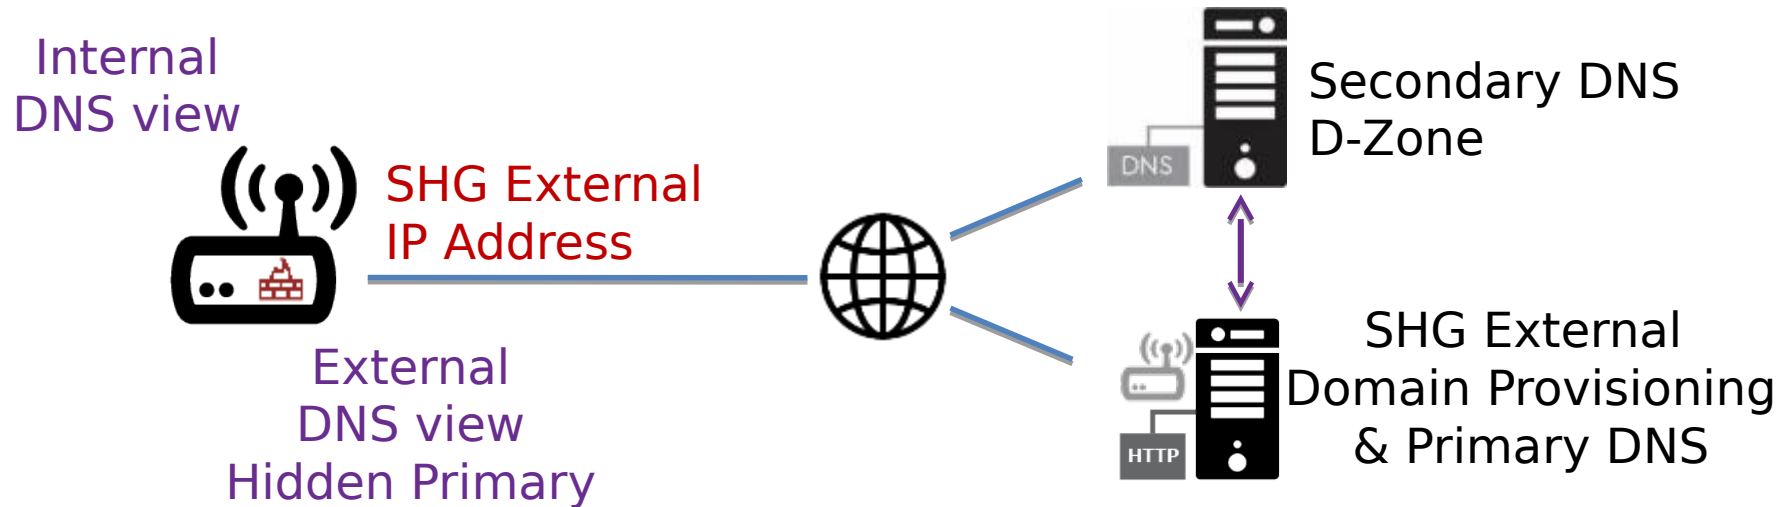 Internal
DNS view
SHG External
IP Address
External
DNS view
Hidden Primary
DNS
Secondary DNS
D-Zone
HTTP
SHG External
Domain Provisioning
& Primary DNS